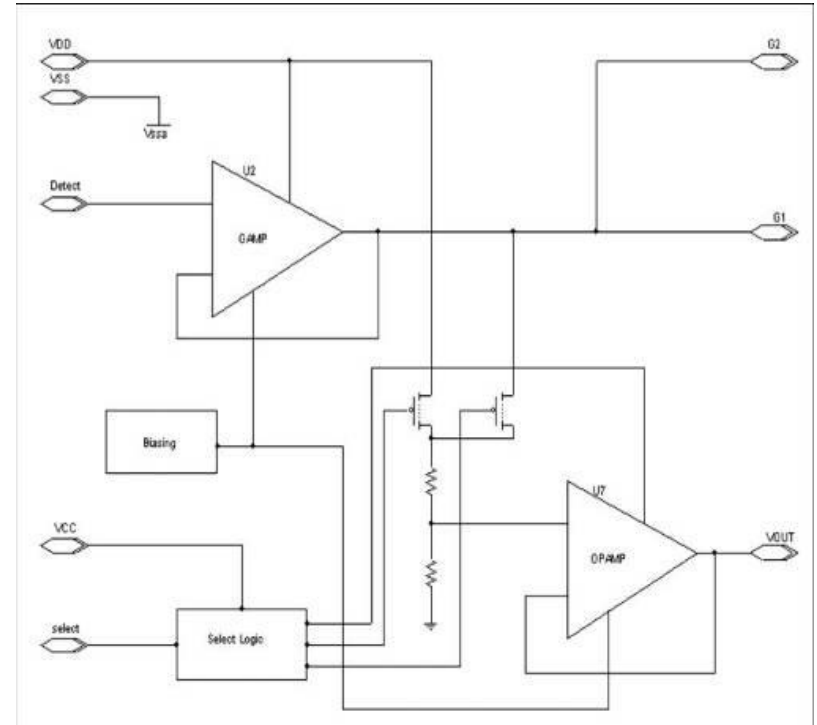 VDD
G2
VSS
Vssa
U2
Detect
GAMP
G1
Biasing
U7
VCC
OPAMP
VOUT
select
Select Logic